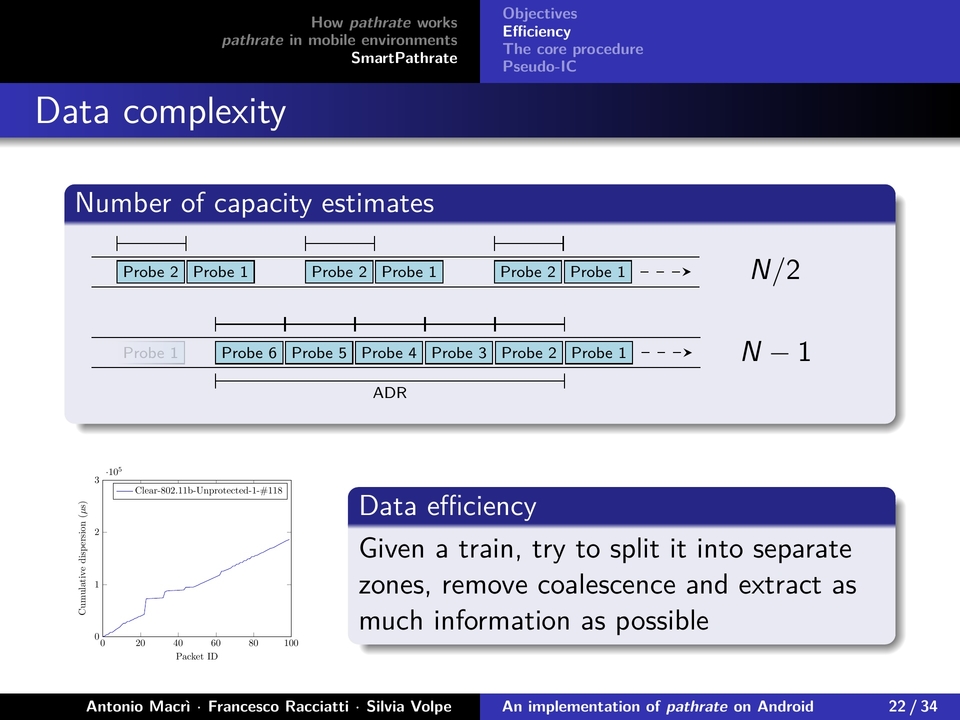 How pathrate works
pathrate in mobile environments
SmartPathrate
Objectives
Efficiency
The core procedure
Pseudo-IC
Data complexity
Number of capacity estimates
Probe 2 Probe 1 Probe 2 Probe 1 Probe 2 Probe 1 N/2
Probe 1 Probe 6 Probe 5 Probe 4 Probe 3 Probe 2 Probe 1 N − 1
ADR
·10⁵
3
2
1
0
Cumulative dispersion (µs)
Clear-802.11b-Unprotected-1-#118
0 20 40 60 80 100
Packet ID
Data efficiency
Given a train, try to split it into separate
zones, remove coalescence and extract as
much information as possible
Antonio Macrì · Francesco Racciatti · Silvia Volpe An implementation of pathrate on Android 22 / 34